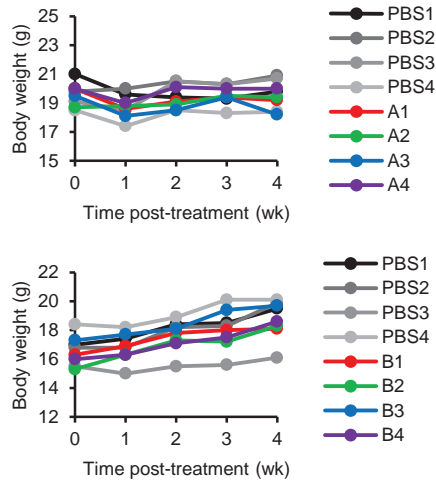 25
23
21
19
17
15
Body weight (g)
0 1 2 3 4
Time post-treatment (wk)
PBS1
PBS2
PBS3
PBS4
A1
A2
A3
A4
22
20
18
16
14
12
Body weight (g)
0 1 2 3 4
Time post-treatment (wk)
PBS1
PBS2
PBS3
PBS4
B1
B2
B3
B4